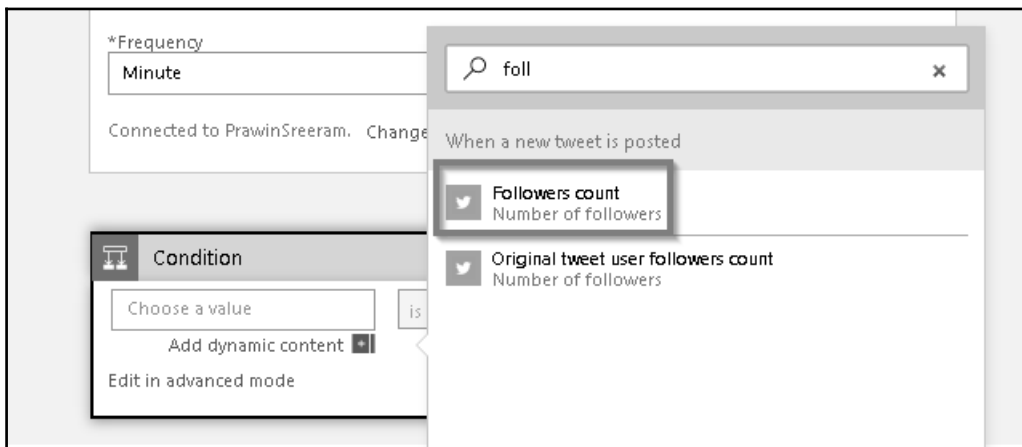 *Frequency
Minute
Connected to PrawinSreeram. Change
Condition
Choose a value
is
Add dynamic content
Edit in advanced mode
foll
When a new tweet is posted
Followers count
Number of followers
Original tweet user followers count
Number of followers